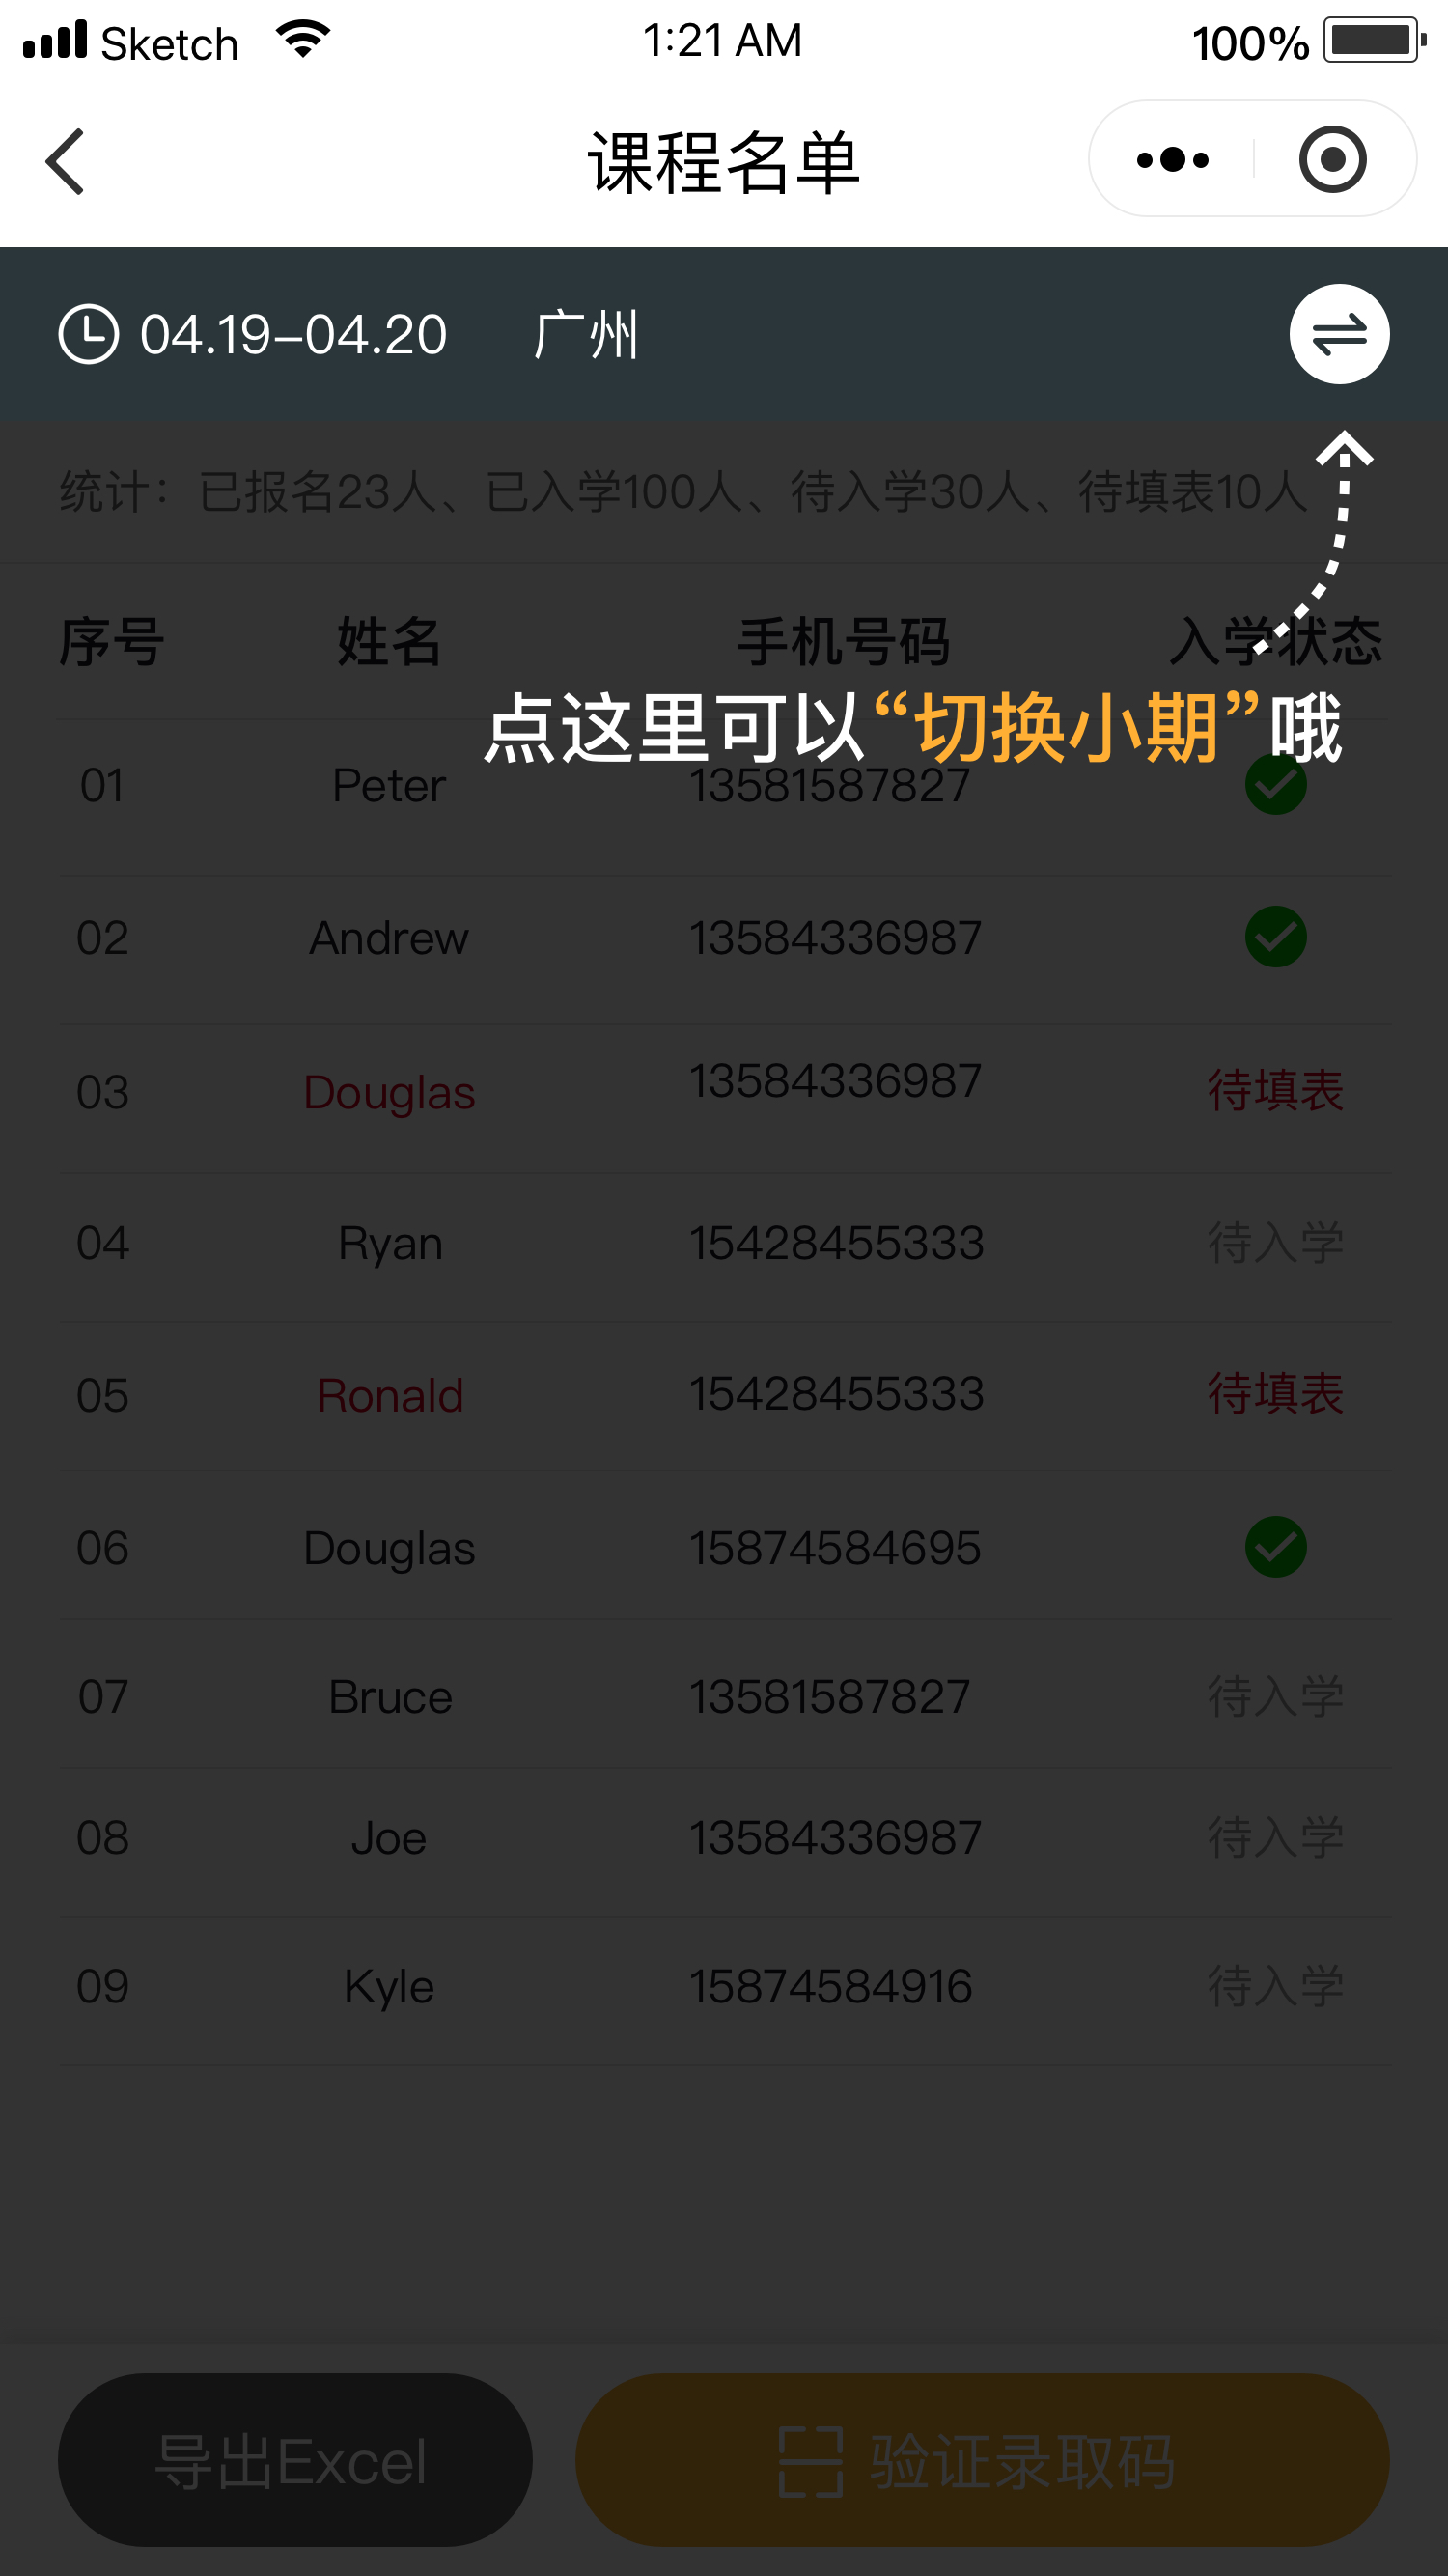 Sketch 1:21 AM 100%
课程名单
04.19-04.20 广州
统计：已报名23人、已入学100人、待入学30人、待填表10人
序号 姓名 手机号码 入学状态
点这里可以“切换小期”哦
01 Peter 13581587827
02 Andrew 13584336987
03 Douglas 13584336987 待填表
04 Ryan 15428455333 待入学
05 Ronald 15428455333 待填表
06 Douglas 15874584695
07 Bruce 13581587827 待入学
08 Joe 13584336987 待入学
09 Kyle 15874584916 待入学
导出Excel 验证录取码